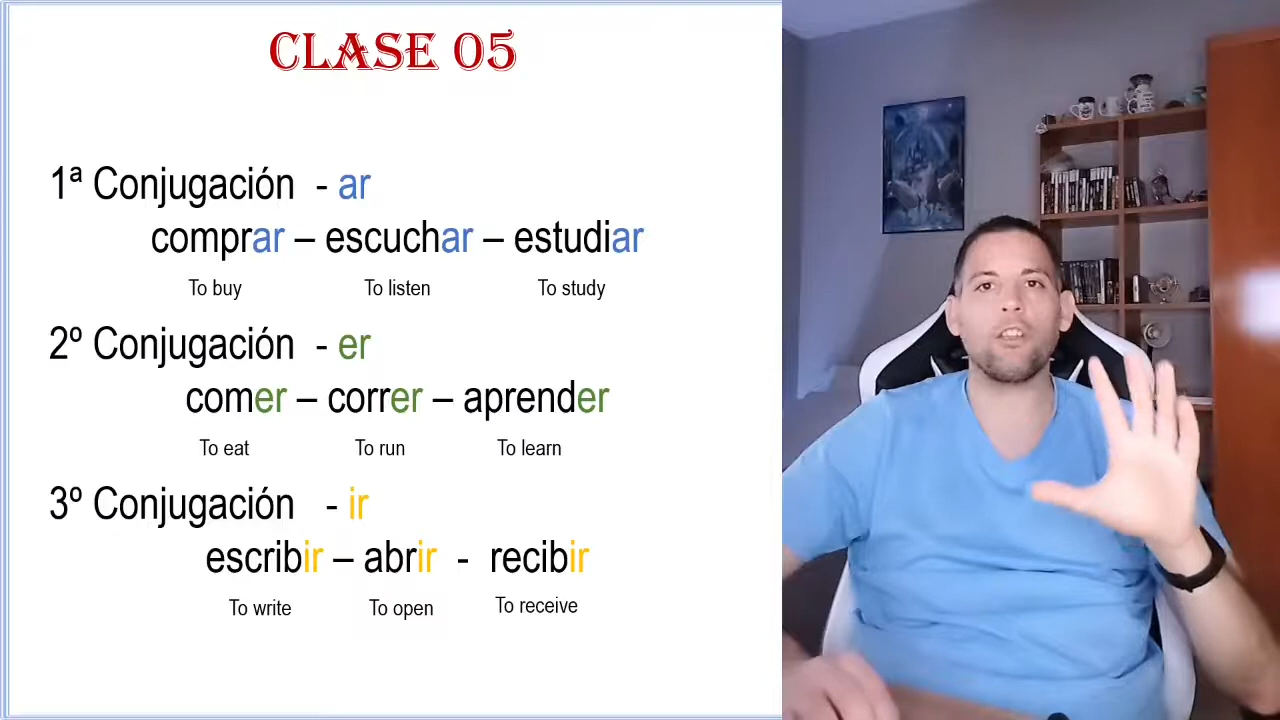 CLASE 05
1ª Conjugación - ar
comprar – escuchar – estudiar
To buy To listen To study
2º Conjugación - er
comer – correr – aprender
To eat To run To learn
3º Conjugación - ir
escribir – abrir - recibir
To write To open To receive